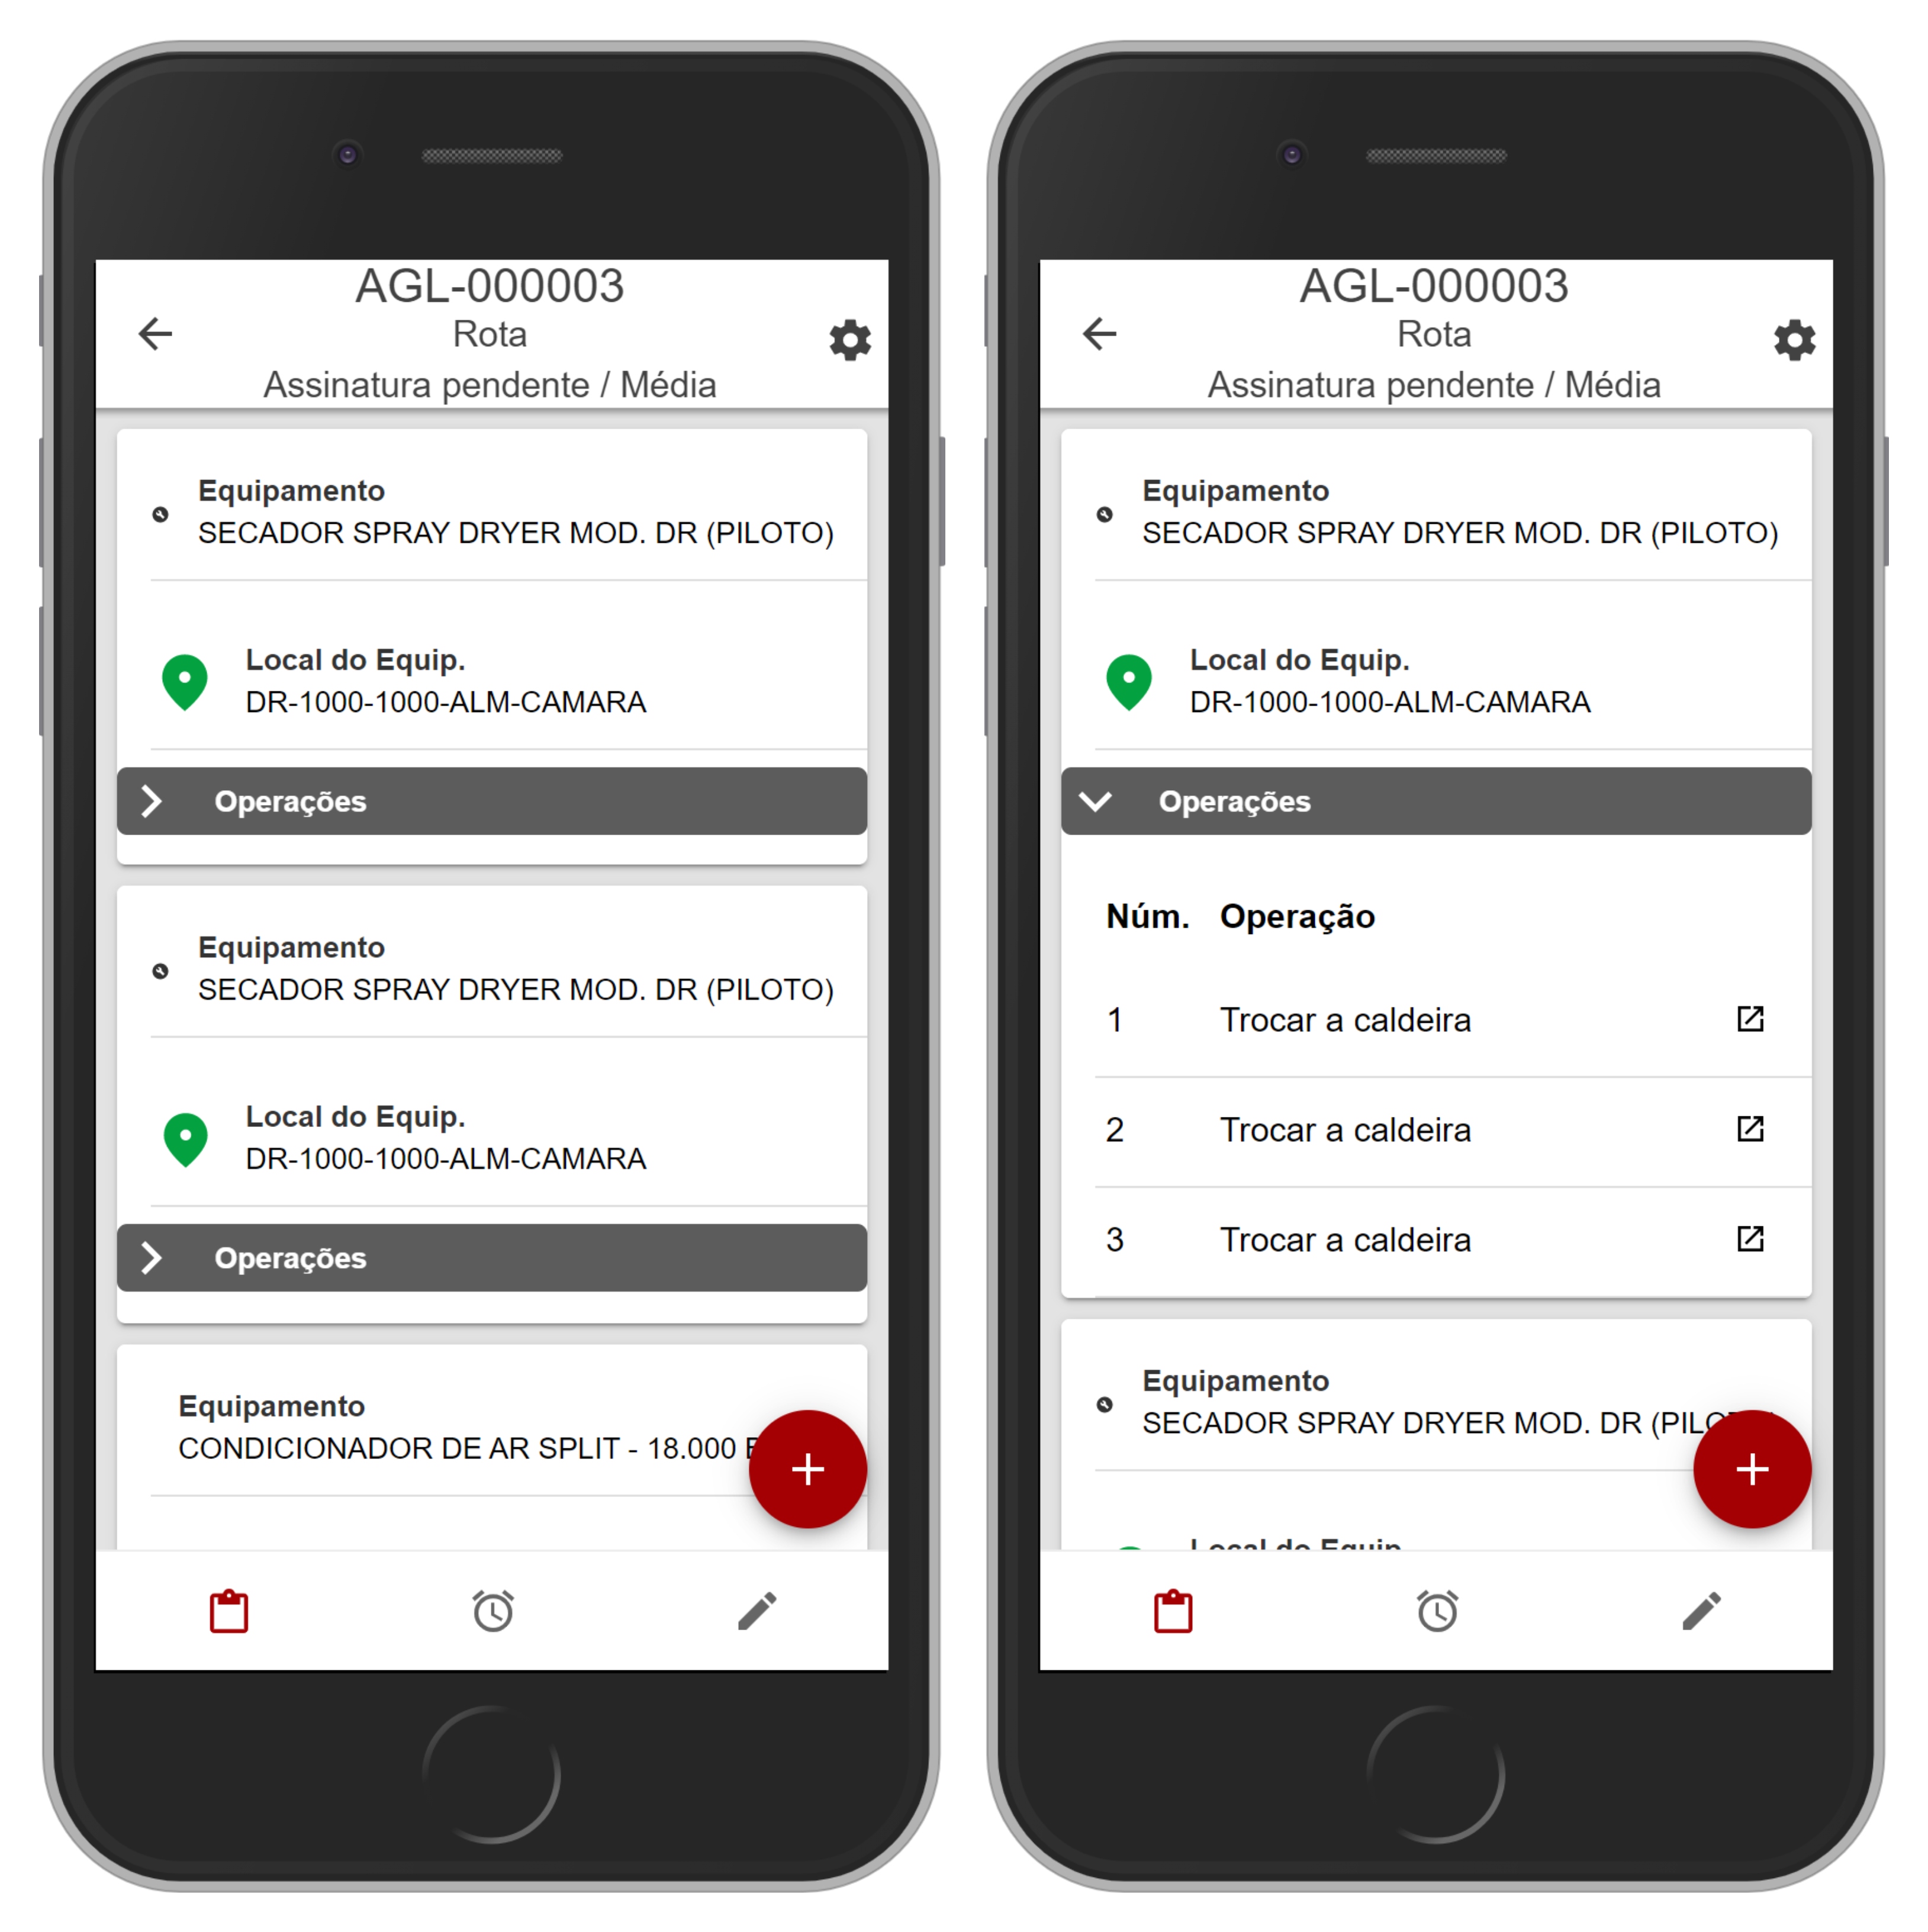 AGL-000003
Rota
Assinatura pendente / Média
Equipamento
SECADOR SPRAY DRYER MOD. DR (PILOTO)
Local do Equip.
DR-1000-1000-ALM-CAMARA
Operações
Equipamento
SECADOR SPRAY DRYER MOD. DR (PILOTO)
Local do Equip.
DR-1000-1000-ALM-CAMARA
Operações
Equipamento
CONDICIONADOR DE AR SPLIT - 18.000
AGL-000003
Rota
Assinatura pendente / Média
Equipamento
SECADOR SPRAY DRYER MOD. DR (PILOTO)
Local do Equip.
DR-1000-1000-ALM-CAMARA
Operações
Núm. Operação
1 Trocar a caldeira
2 Trocar a caldeira
3 Trocar a caldeira
Equipamento
SECADOR SPRAY DRYER MOD. DR
Local do Equip.